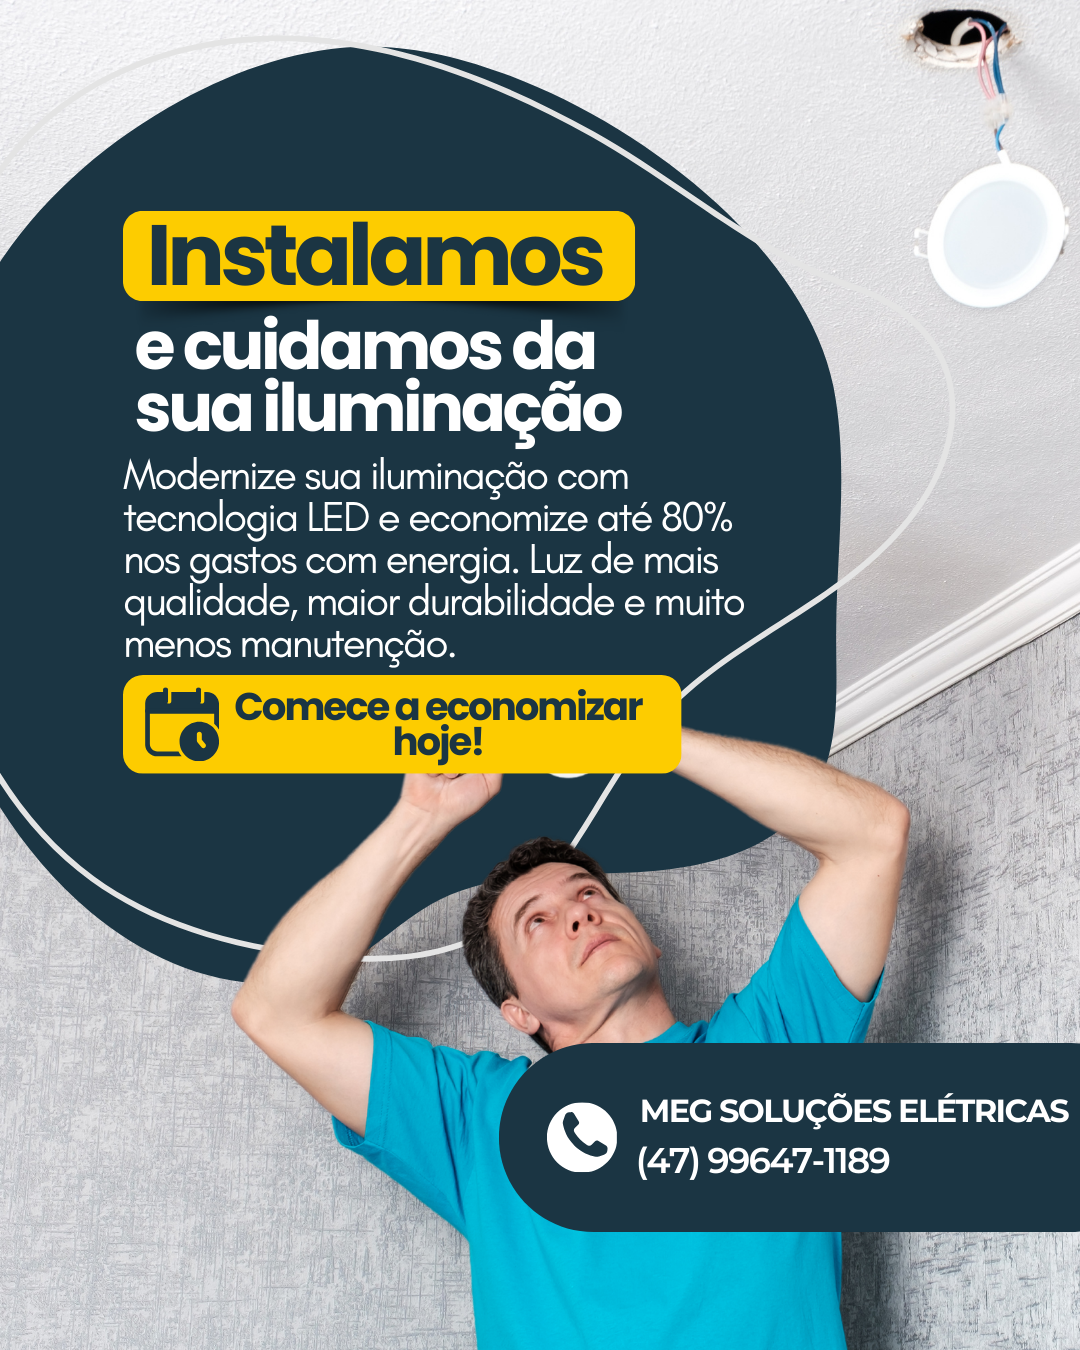 Instalamos
e cuidamos da
sua iluminação
Modernize sua iluminação com
tecnologia LED e economize até 80%
nos gastos com energia. Luz de mais
qualidade, maior durabilidade e muito
menos manutenção.
Comece a economizar
hoje!
MEG SOLUÇÕES ELÉTRICAS
(47) 99647-1189